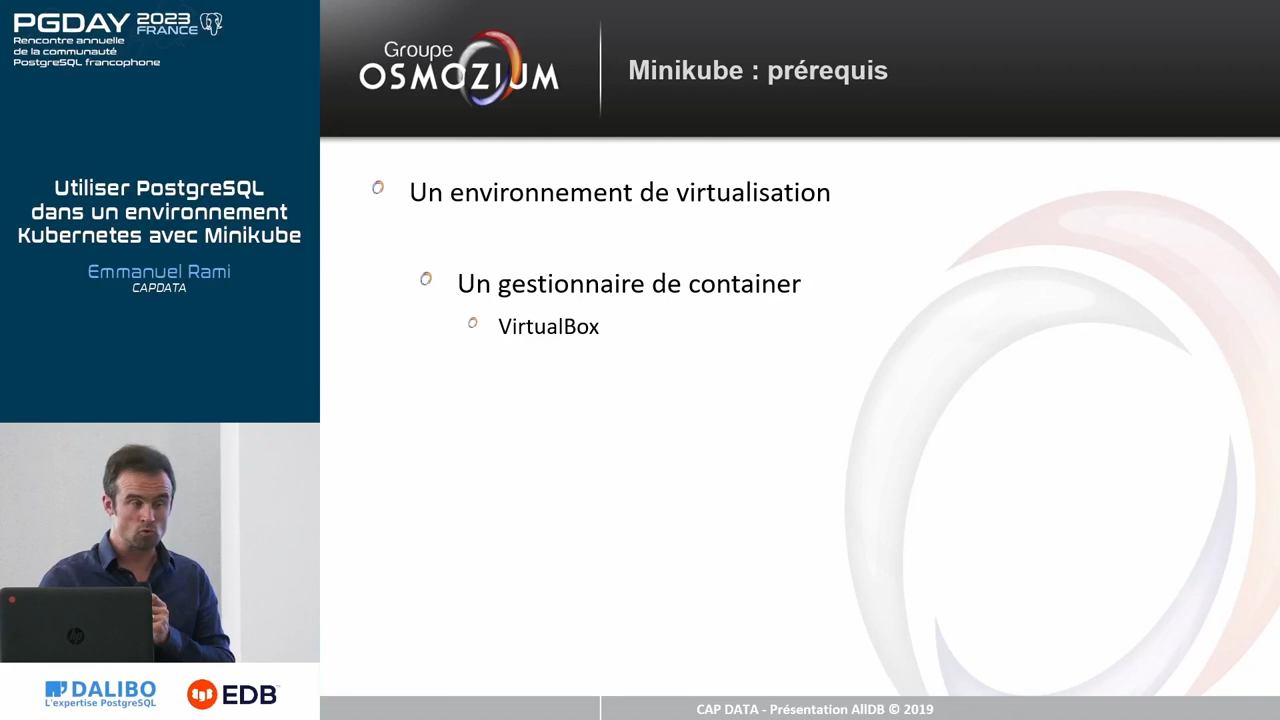 PGDAY 2023 FRANCE
Rencontre annuelle
de la communauté
PostgreSQL francophone
Utiliser PostgreSQL
dans un environnement
Kubernetes avec Minikube
Emmanuel Rami
CAPDATA
hp
DALIBO
L'expertise PostgreSQL
EDB
Groupe
OSMOZIUM
Minikube : prérequis
Un environnement de virtualisation
Un gestionnaire de container
VirtualBox
CAP DATA - Présentation AllDB © 2019